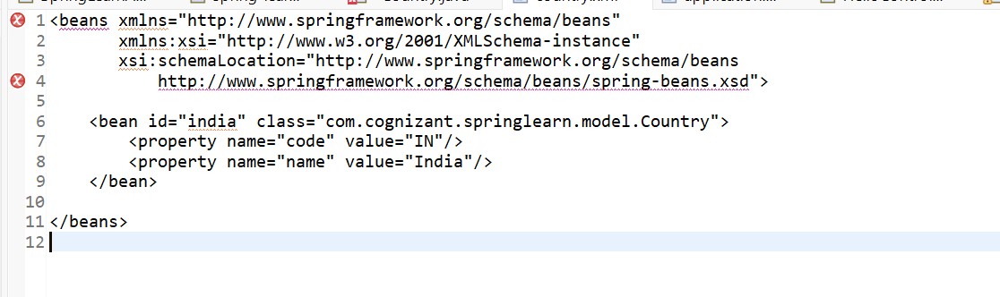 1 <beans xmlns="http://www.springframework.org/schema/beans"
2 xmlns:xsi="http://www.w3.org/2001/XMLSchema-instance"
3 xsi:schemaLocation="http://www.springframework.org/schema/beans
4 http://www.springframework.org/schema/beans/spring-beans.xsd">
5
6 <bean id="india" class="com.cognizant.springlearn.model.Country">
7 <property name="code" value="IN"/>
8 <property name="name" value="India"/>
9 </bean>
10
11 </beans>
12